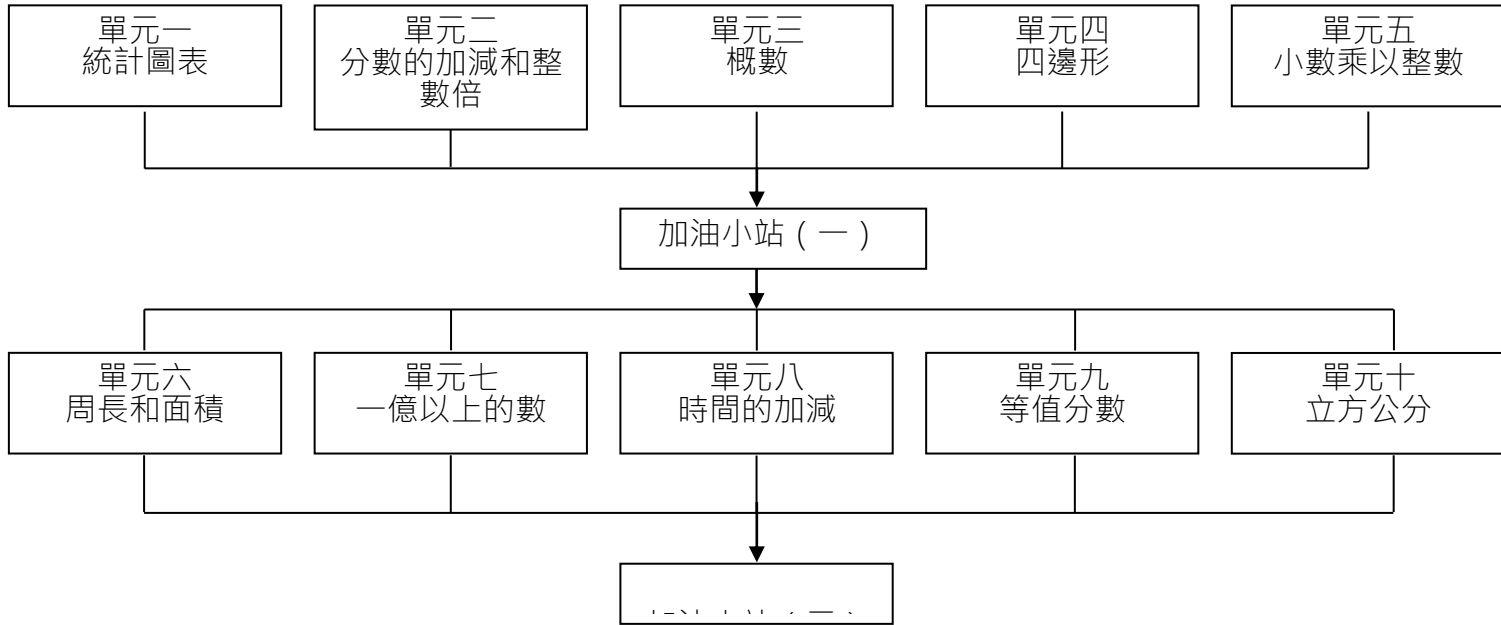 單元一
統計圖表
單元二
分數的加減和整
數倍
單元三
概數
單元四
四邊形
單元五
小數乘以整數
加油小站（一）
單元六
周長和面積
單元七
一億以上的數
單元八
時間的加減
單元九
等值分數
單元十
立方公分